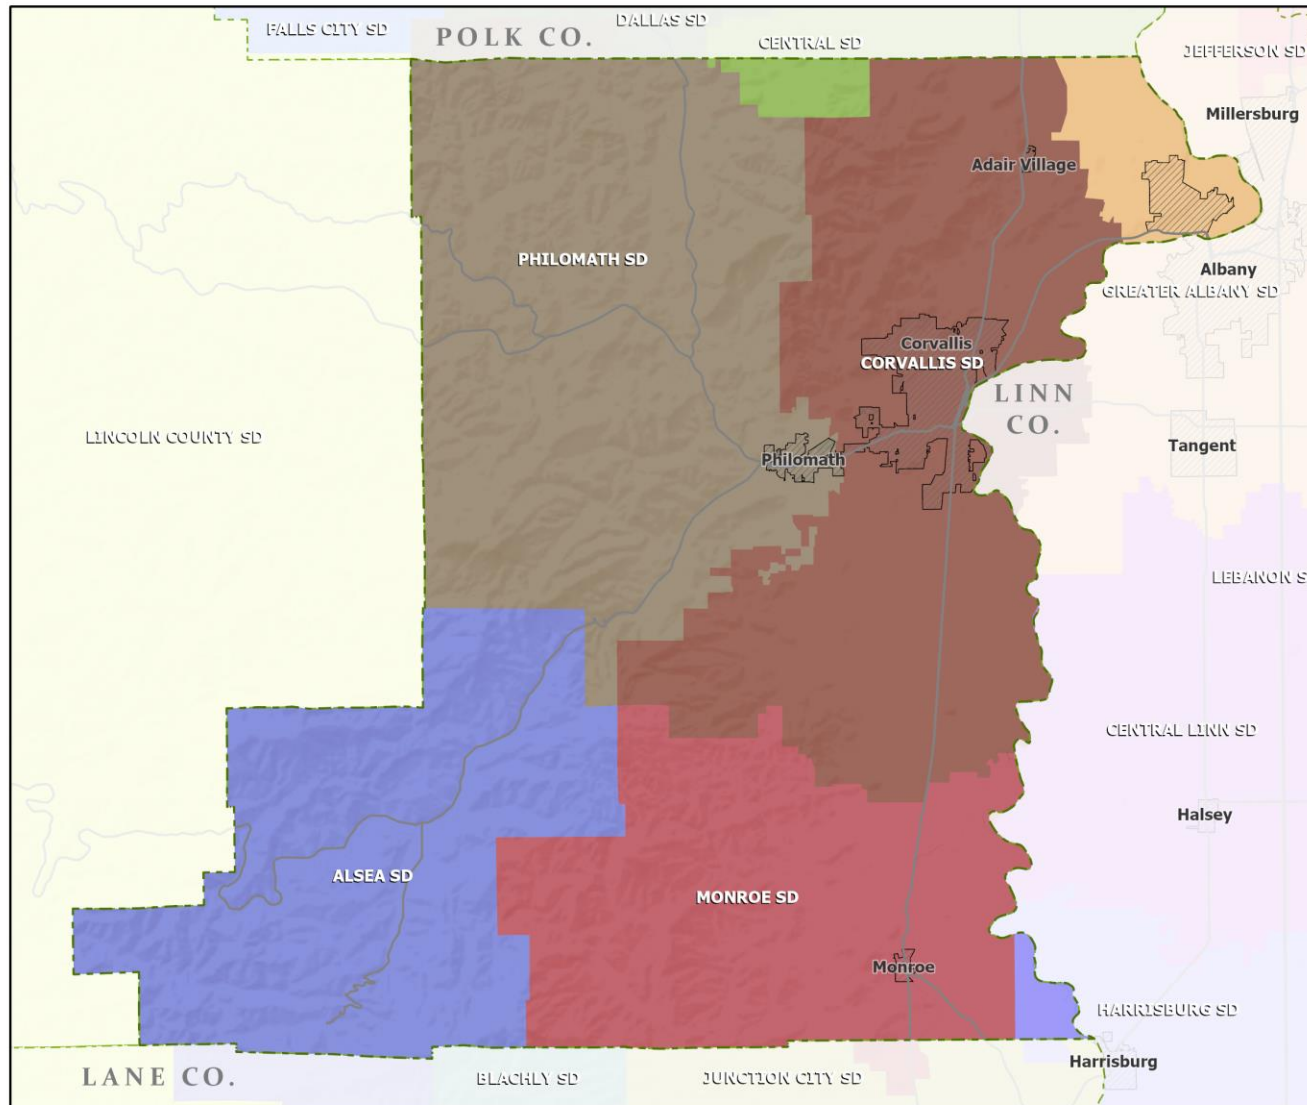 DALLAS SD
FALLS CITY SD
POLK CO.
CENTRAL SD
JEFFERSON SD
Millersburg
Adair Village
PHILOMATH SD
Albany
GREATER ALBANY SD
Corvallis
CORVALLIS SD
LINN
CO.
LINCOLN COUNTY SD
Tangent
Philomath
LEBANON S
CENTRAL LINN SD
Halsey
ALSEA SD
MONROE SD
Monroe
HARRISBURG SD
Harrisburg
LANE CO.
BLACHLY SD
JUNCTION CITY SD